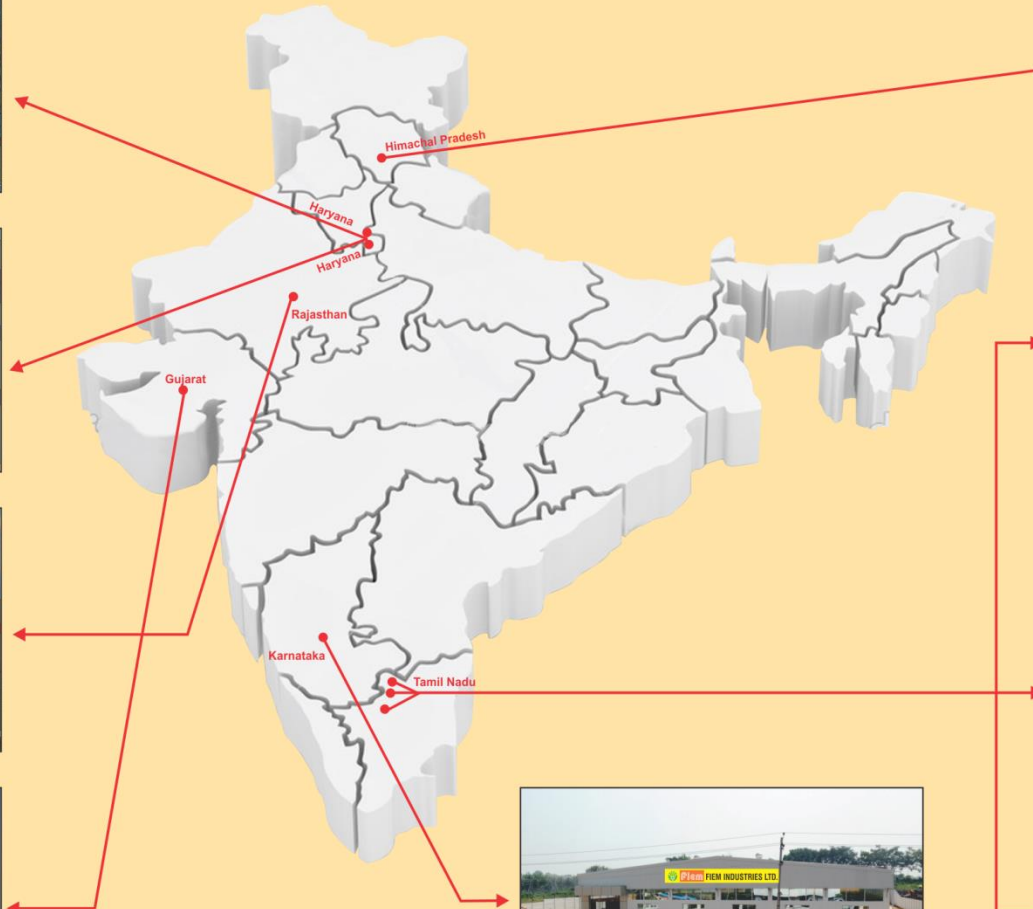 Himachal Pradesh
Haryana
Haryana
Rajasthan
Gujarat
Karnataka
Tamil Nadu
Fiem FIEM INDUSTRIES LTD.